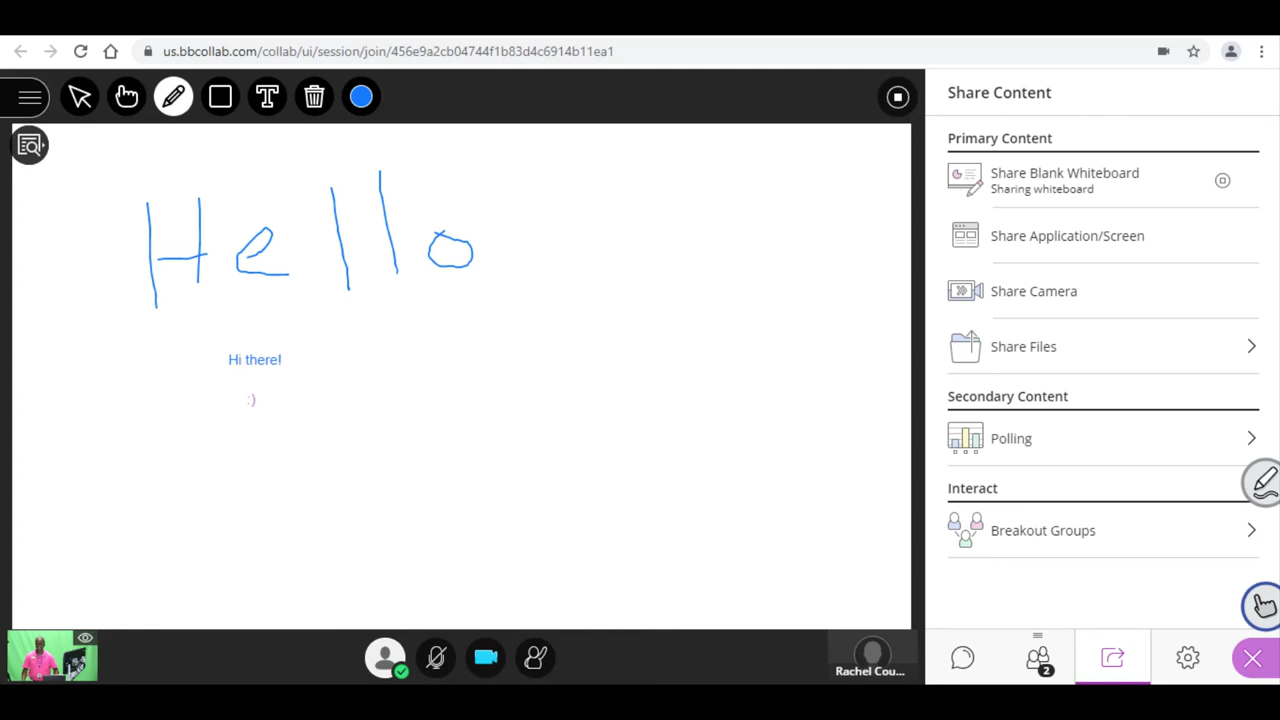 us.bbcollab.com/collab/ui/session/join/456e9a2cb04744f1b83d4c6914b11ea1
Hello
Hi there!
:)
Share Content
Primary Content
Share Blank Whiteboard
Sharing whiteboard
Share Application/Screen
Share Camera
Share Files
Secondary Content
Polling
Interact
Breakout Groups
Rachel Cou...
2